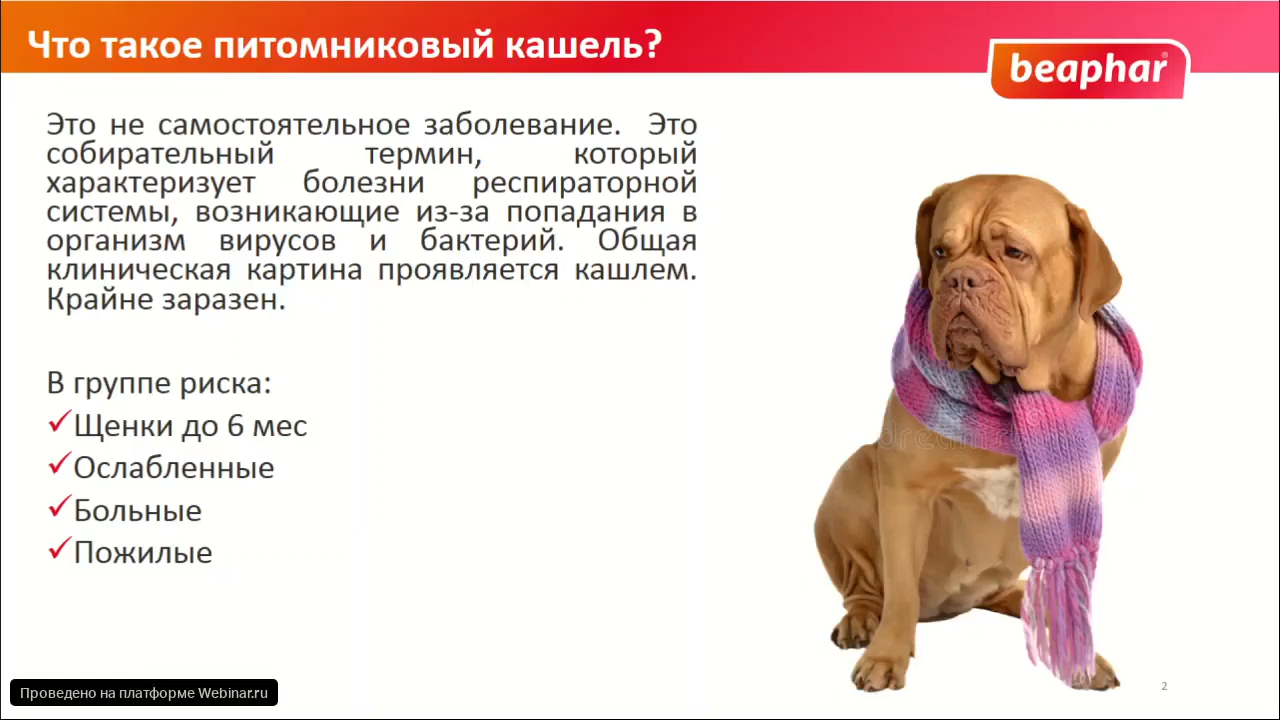 Что такое питомниковый кашель?
beaphar®
Это не самостоятельное заболевание. Это
собирательный термин, который
характеризует болезни респираторной
системы, возникающие из-за попадания в
организм вирусов и бактерий. Общая
клиническая картина проявляется кашлем.
Крайне заразен.
В группе риска:
✓Щенки до 6 мес
✓Ослабленные
✓Больные
✓Пожилые
Проведено на платформе Webinar.ru
2